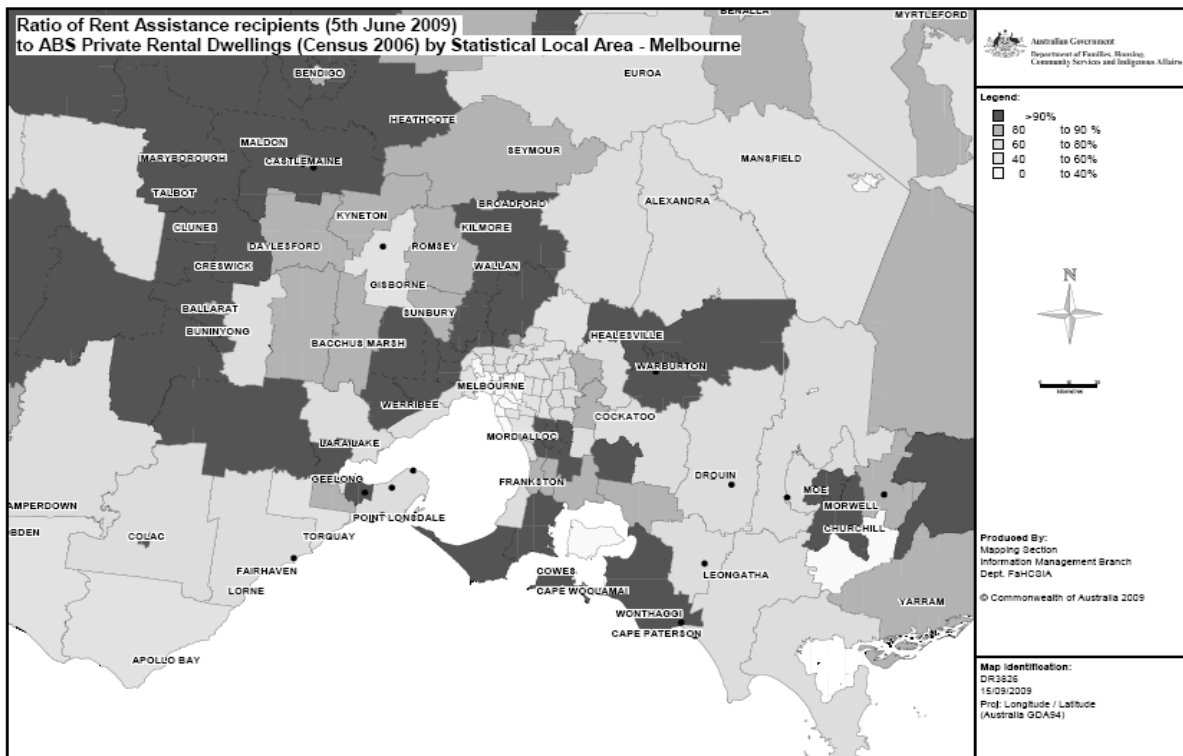 Ratio of Rent Assistance recipients (5th June 2009)
to ABS Private Rental Dwellings (Census 2006) by Statistical Local Area - Melbourne
BENALLA
MYRTLEFORD
BENDIGO
EUROA
HEATHCOTE
MALDON
SEYMOUR
MARYBOROUGH
CASTLEMAINE
MANSFIELD
TALBOT
BROADFORD
ALEXANDRA
KYNETON
CLUNES
KILMORE
DAYLESFORD
ROMSEY
CRESWICK
WALLAN
GISBORNE
BALLARAT
SUNBURY
BUNINYONG
HEALESVILLE
BACCHUS MARSH
WARBURTON
MELBOURNE
WERRIBEE
COCKATOO
MORDIALLOC
LARAILAKE
DRQUIN
GEELONG
FRANKSTON
MOE
AMPERDOWN
POINT LONSDALE
MORWELL
OBDEN
COLAC
TORQUAY
CHURCHILL
FAIRHAVEN
COWES
LEONGATHA
LORNE
CAPE WOOLAMAI
YARRAM
WONTHAGGI
CAPE PATERSON
APOLLO BAY
Australian Government
Department of Families, Housing,
Community Services and Indigenous Affairs
Legend:
>90%
80 to 90 %
60 to 80%
40 to 60%
0 to 40%
N
Produced By:
Mapping Section
Information Management Branch
Dept. FaHCSIA
© Commonwealth of Australia 2009
Map Identification:
DR3826
15/09/2009
Proj: Longitude / Latitude
(Australia GDA94)